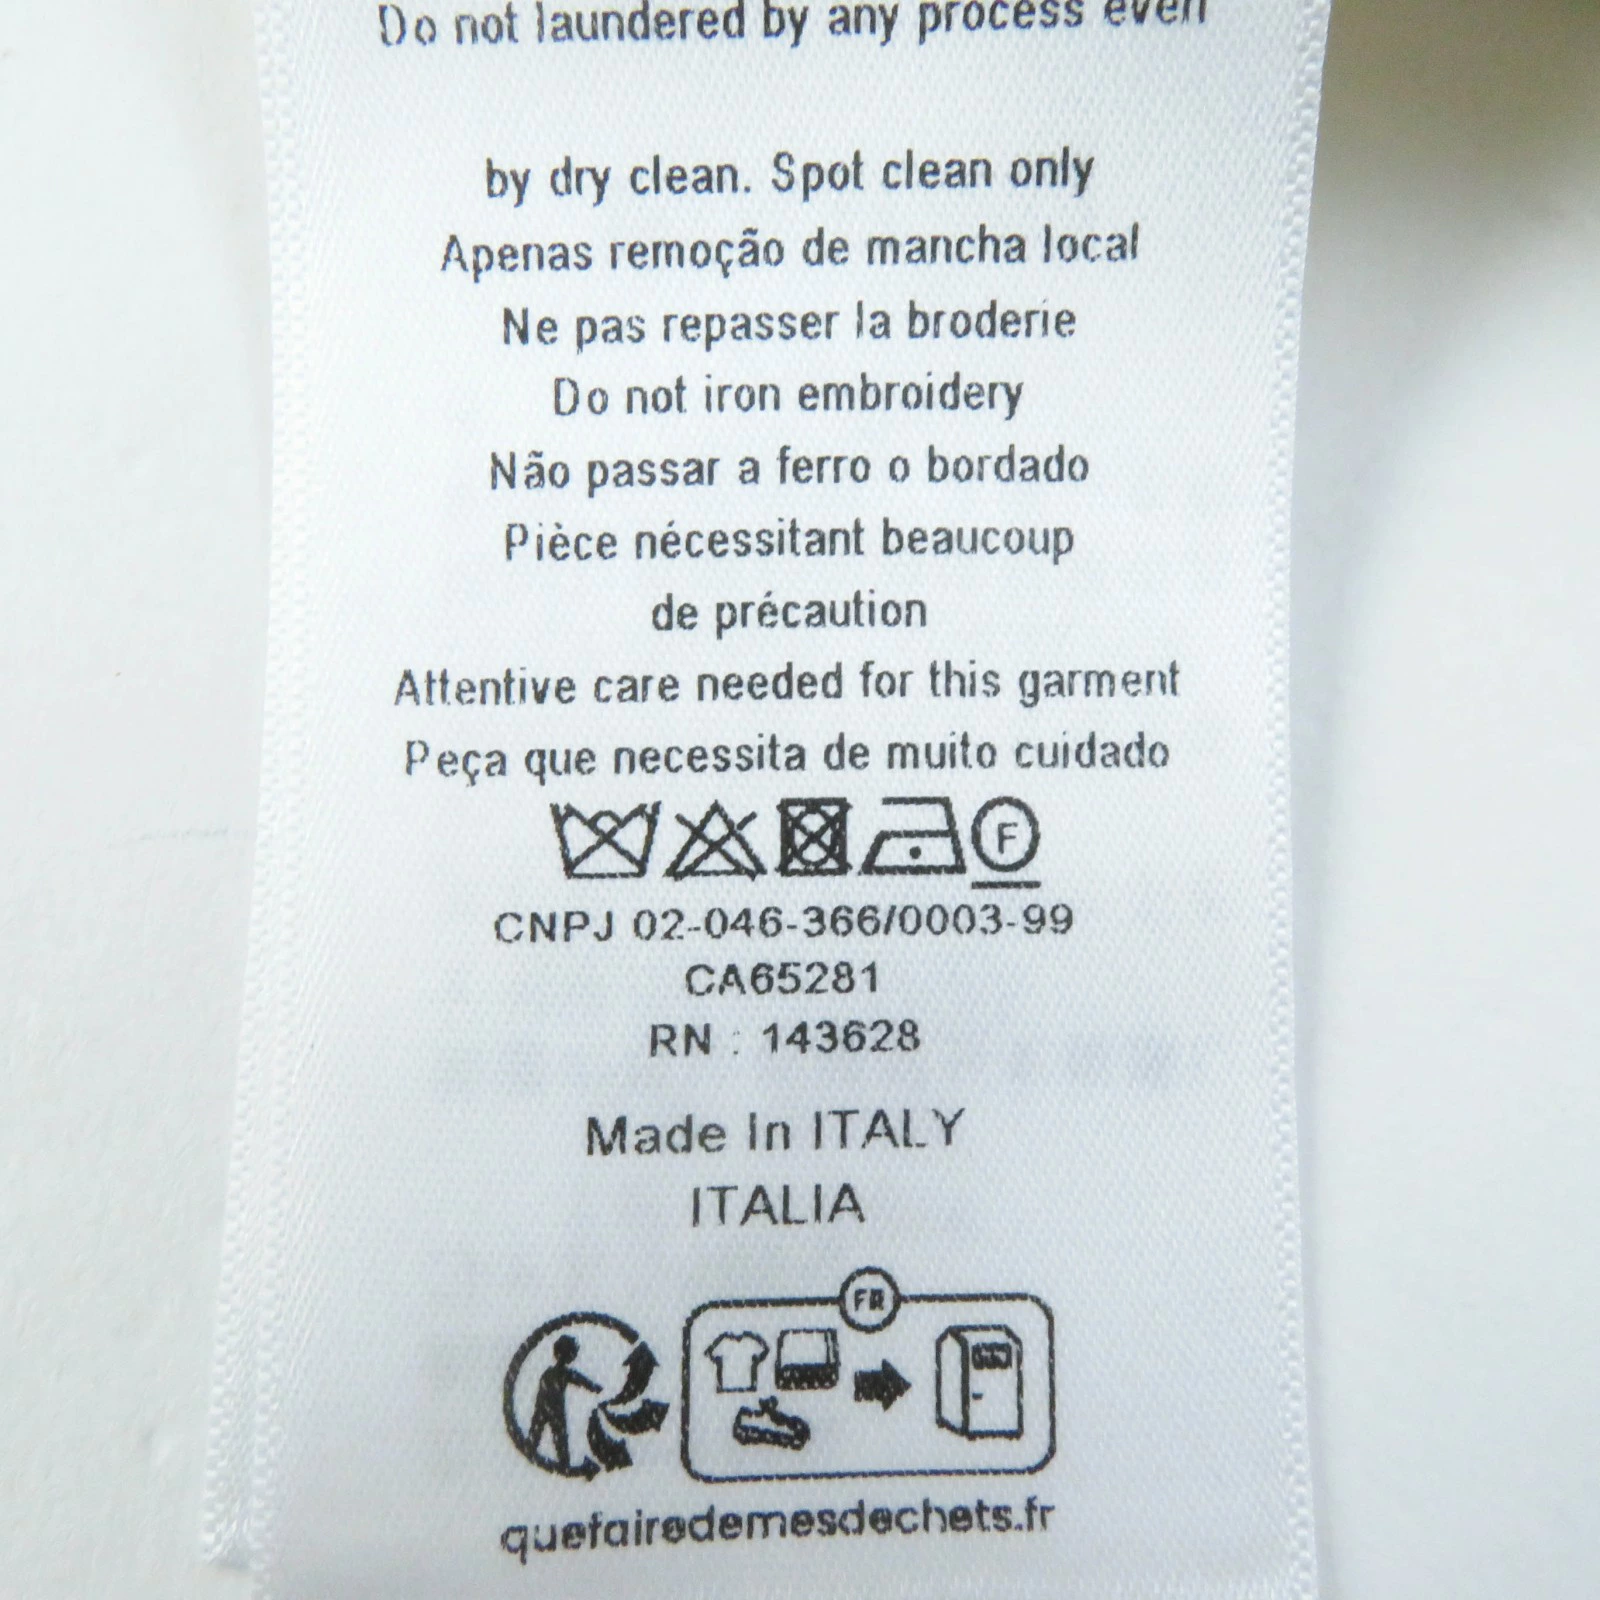 Do not laundered by any process even
by dry clean. Spot clean only
Apenas remoção de mancha local
Ne pas repasser la broderie
Do not iron embroidery
Não passar a ferro o bordado
Pièce nécessitant beaucoup
de précaution
Attentive care needed for this garment
Peça que necessita de muito cuidado
F
CNPJ 02-046-366/0003-99
CA65281
RN : 143628
Made In ITALY
ITALIA
FR
quefairedemesdechets.fr